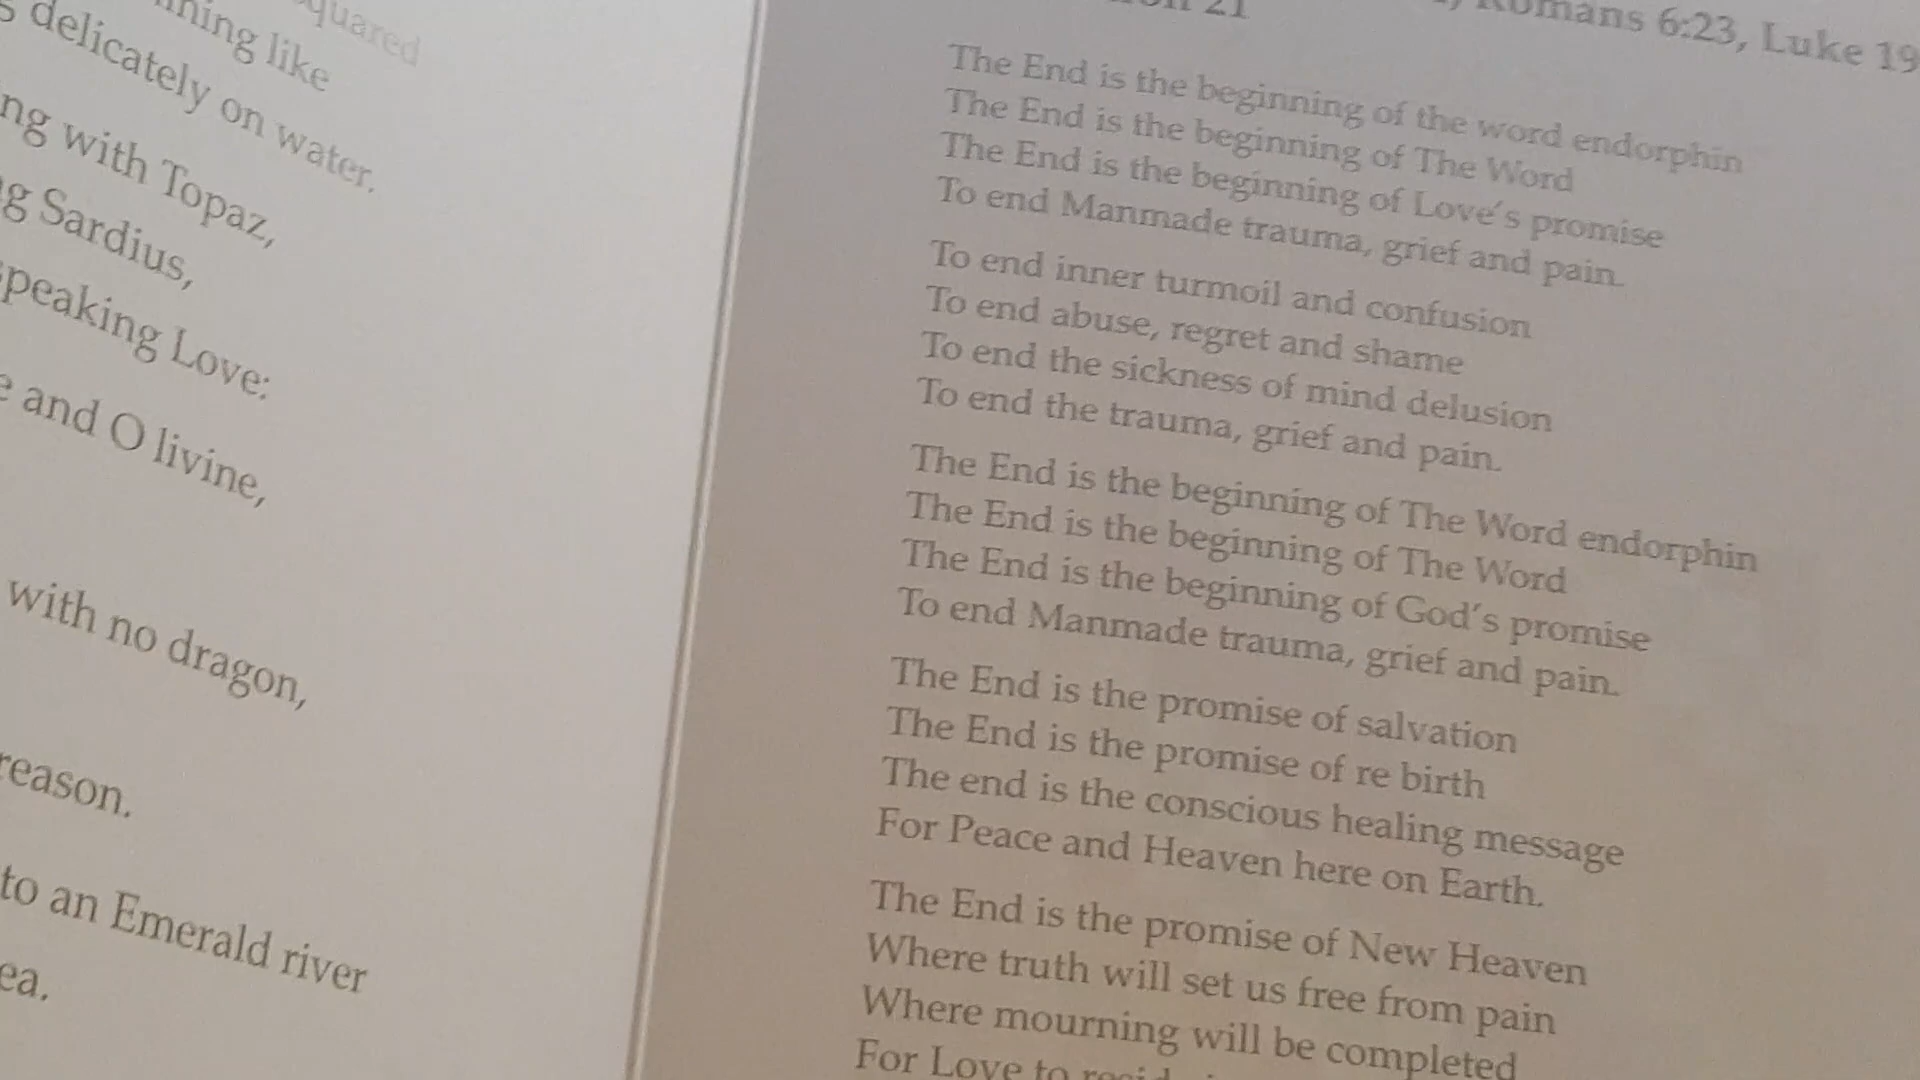 squared
like
delicately on water.
with Topaz,
Sardius,
Love:
and O livine,
with no dragon,
reason.
to an Emerald river
21
Romans 6:23, Luke 19
The End is the beginning of the word endorphin
The End is the beginning of The Word
The End is the beginning of Love's promise
To end Manmade trauma, grief and pain.
To end inner turmoil and confusion
To end abuse, regret and shame
To end the sickness of mind delusion
To end the trauma, grief and pain.
The End is the beginning of The Word endorphin
The End is the beginning of The Word
The End is the beginning of God's promise
To end Manmade trauma, grief and pain.
The End is the promise of salvation
The End is the promise of re birth
The end is the conscious healing message
For Peace and Heaven here on Earth.
The End is the promise of New Heaven
Where truth will set us free from pain
Where mourning will be completed
For Love to